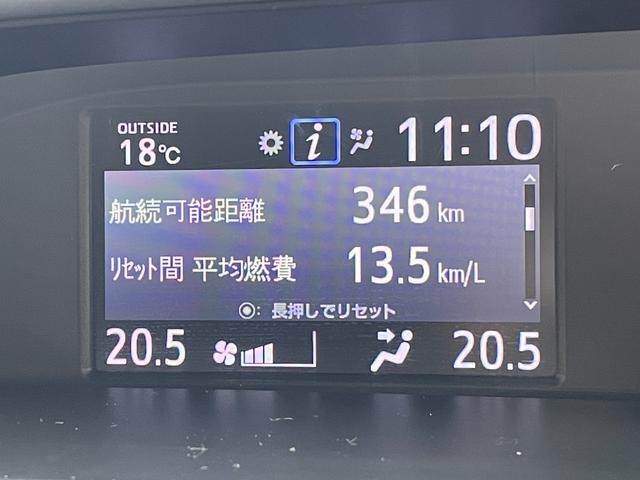 OUTSIDE
18℃
i
11:10
航続可能距離 346 km
ﾘｾｯﾄ間 平均燃費 13.5 km/L
◉: 長押しでリセット
20.5
20.5